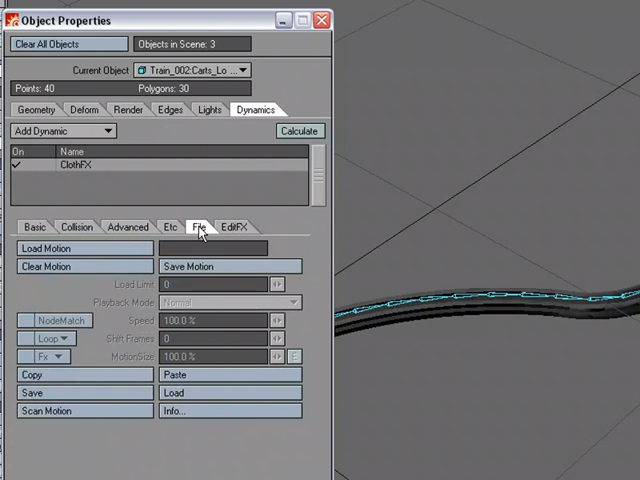 Object Properties
Clear All Objects Objects in Scene: 3
Current Object Train_002:Carts_Lo ...
Points: 40 Polygons: 30
Geometry Deform Render Edges Lights Dynamics
Add Dynamic Calculate
On Name
ClothFX
Basic Collision Advanced Etc File EditFX
Load Motion
Clear Motion Save Motion
Load Limit 0
Playback Mode Normal
NodeMatch Speed 100.0 %
Loop Shift Frames 0
Fx MotionSize 100.0 % E
Copy Paste
Save Load
Scan Motion Info...